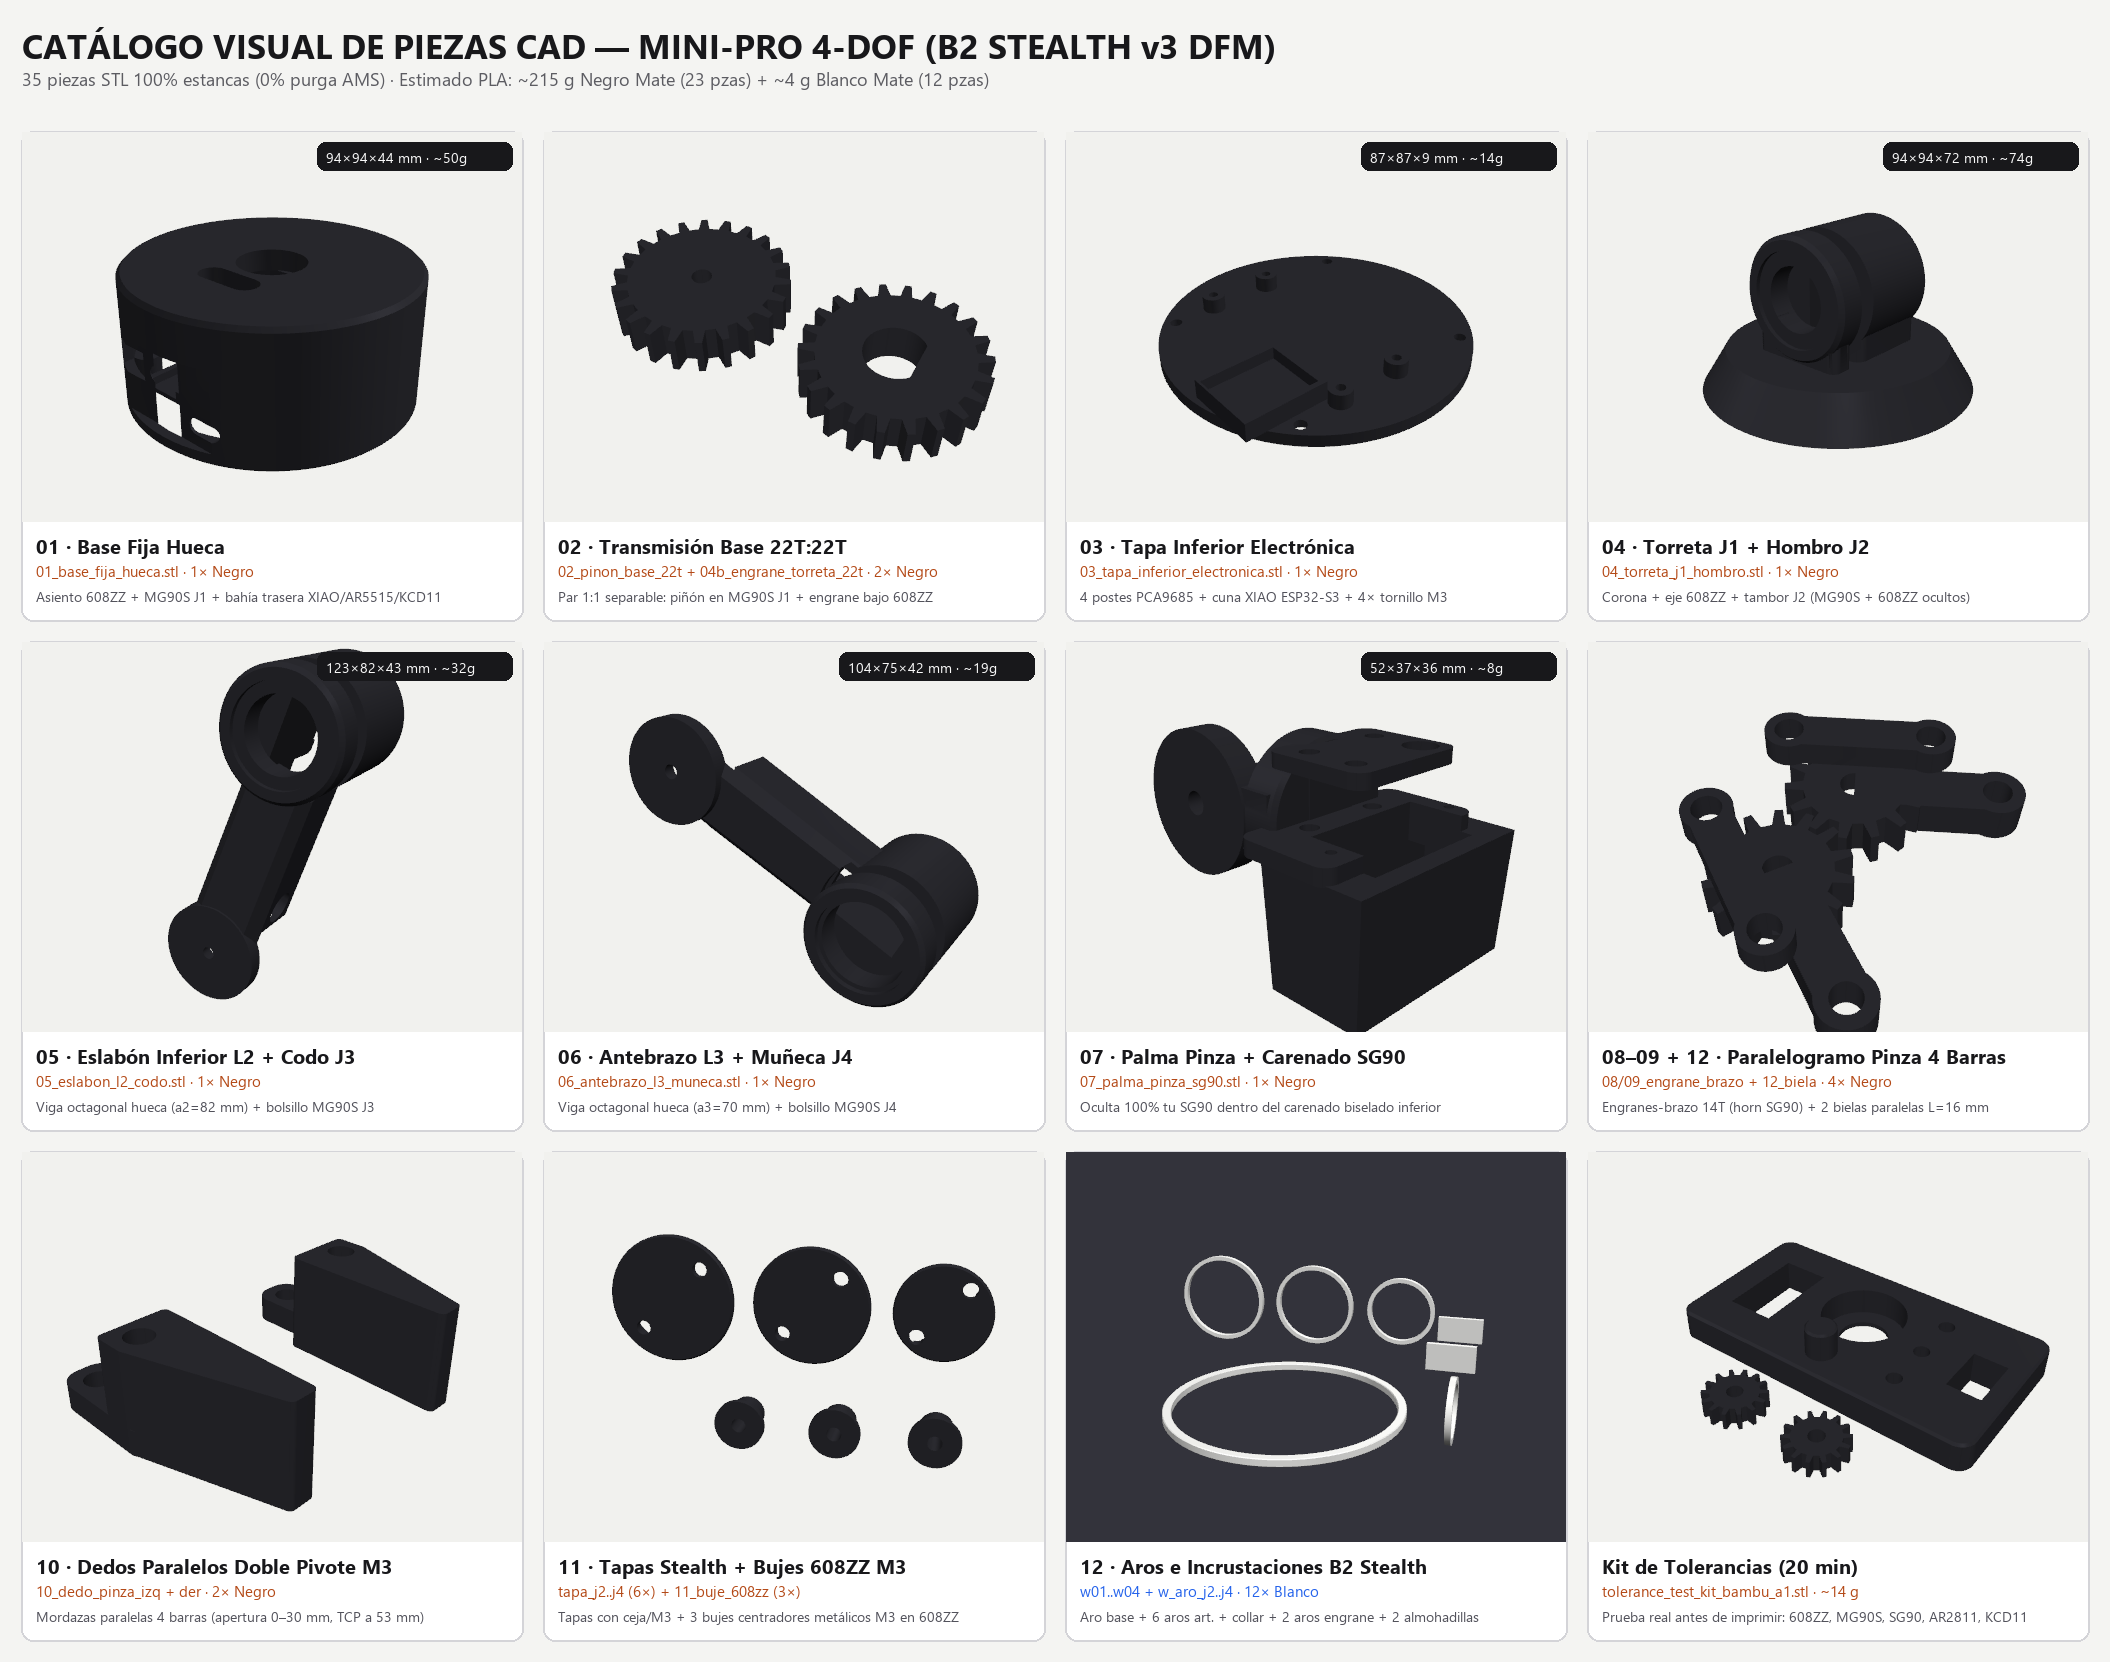 CATÁLOGO VISUAL DE PIEZAS CAD — MINI-PRO 4-DOF (B2 STEALTH v3 DFM)
35 piezas STL 100% estancas (0% purga AMS) · Estimado PLA: ~215 g Negro Mate (23 pzas) + ~4 g Blanco Mate (12 pzas)
94×94×44 mm · ~50g
01 · Base Fija Hueca
01_base_fija_hueca.stl · 1× Negro
Asiento 608ZZ + MG90S J1 + bahía trasera XIAO/AR5515/KCD11
02 · Transmisión Base 22T:22T
02_pinon_base_22t + 04b_engrane_torreta_22t · 2× Negro
Par 1:1 separable: piñón en MG90S J1 + engrane bajo 608ZZ
87×87×9 mm · ~14g
03 · Tapa Inferior Electrónica
03_tapa_inferior_electronica.stl · 1× Negro
4 postes PCA9685 + cuna XIAO ESP32-S3 + 4× tornillo M3
94×94×72 mm · ~74g
04 · Torreta J1 + Hombro J2
04_torreta_j1_hombro.stl · 1× Negro
Corona + eje 608ZZ + tambor J2 (MG90S + 608ZZ ocultos)
123×82×43 mm · ~32g
05 · Eslabón Inferior L2 + Codo J3
05_eslabon_l2_codo.stl · 1× Negro
Viga octagonal hueca (a2=82 mm) + bolsillo MG90S J3
104×75×42 mm · ~19g
06 · Antebrazo L3 + Muñeca J4
06_antebrazo_l3_muneca.stl · 1× Negro
Viga octagonal hueca (a3=70 mm) + bolsillo MG90S J4
52×37×36 mm · ~8g
07 · Palma Pinza + Carenado SG90
07_palma_pinza_sg90.stl · 1× Negro
Oculta 100% tu SG90 dentro del carenado biselado inferior
08–09 + 12 · Paralelogramo Pinza 4 Barras
08/09_engrane_brazo + 12_biela · 4× Negro
Engranes-brazo 14T (horn SG90) + 2 bielas paralelas L=16 mm
10 · Dedos Paralelos Doble Pivote M3
10_dedo_pinza_izq + der · 2× Negro
Mordazas paralelas 4 barras (apertura 0–30 mm, TCP a 53 mm)
11 · Tapas Stealth + Bujes 608ZZ M3
tapa_j2..j4 (6×) + 11_buje_608zz (3×)
Tapas con ceja/M3 + 3 bujes centradores metálicos M3 en 608ZZ
12 · Aros e Incrustaciones B2 Stealth
w01..w04 + w_aro_j2..j4 · 12× Blanco
Aro base + 6 aros art. + collar + 2 aros engrane + 2 almohadillas
Kit de Tolerancias (20 min)
tolerance_test_kit_bambu_a1.stl · ~14 g
Prueba real antes de imprimir: 608ZZ, MG90S, SG90, AR2811, KCD11